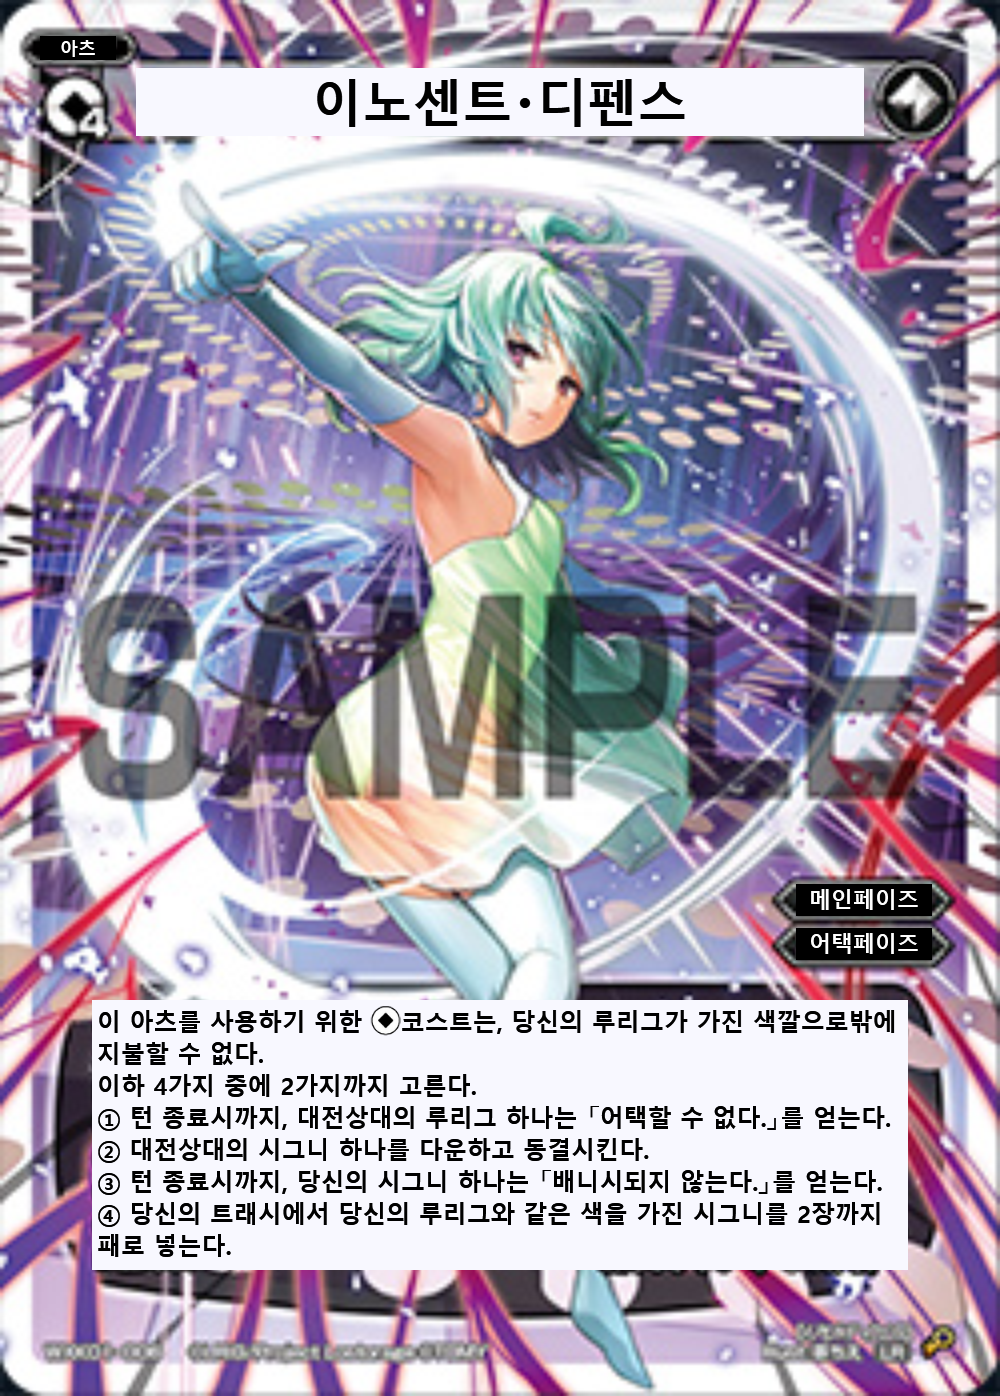 아츠
이노센트·디펜스
4
SAMPLE
메인페이즈
어택페이즈
이 아츠를 사용하기 위한 ◈코스트는, 당신의 루리그가 가진 색깔으로밖에
지불할 수 없다.
이하 4가지 중에 2가지까지 고른다.
① 턴 종료시까지, 대전상대의 루리그 하나는 「어택할 수 없다.」를 얻는다.
② 대전상대의 시그니 하나를 다운하고 동결시킨다.
③ 턴 종료시까지, 당신의 시그니 하나는 「배니시되지 않는다.」를 얻는다.
④ 당신의 트래시에서 당신의 루리그와 같은 색을 가진 시그니를 2장까지
패로 넣는다.